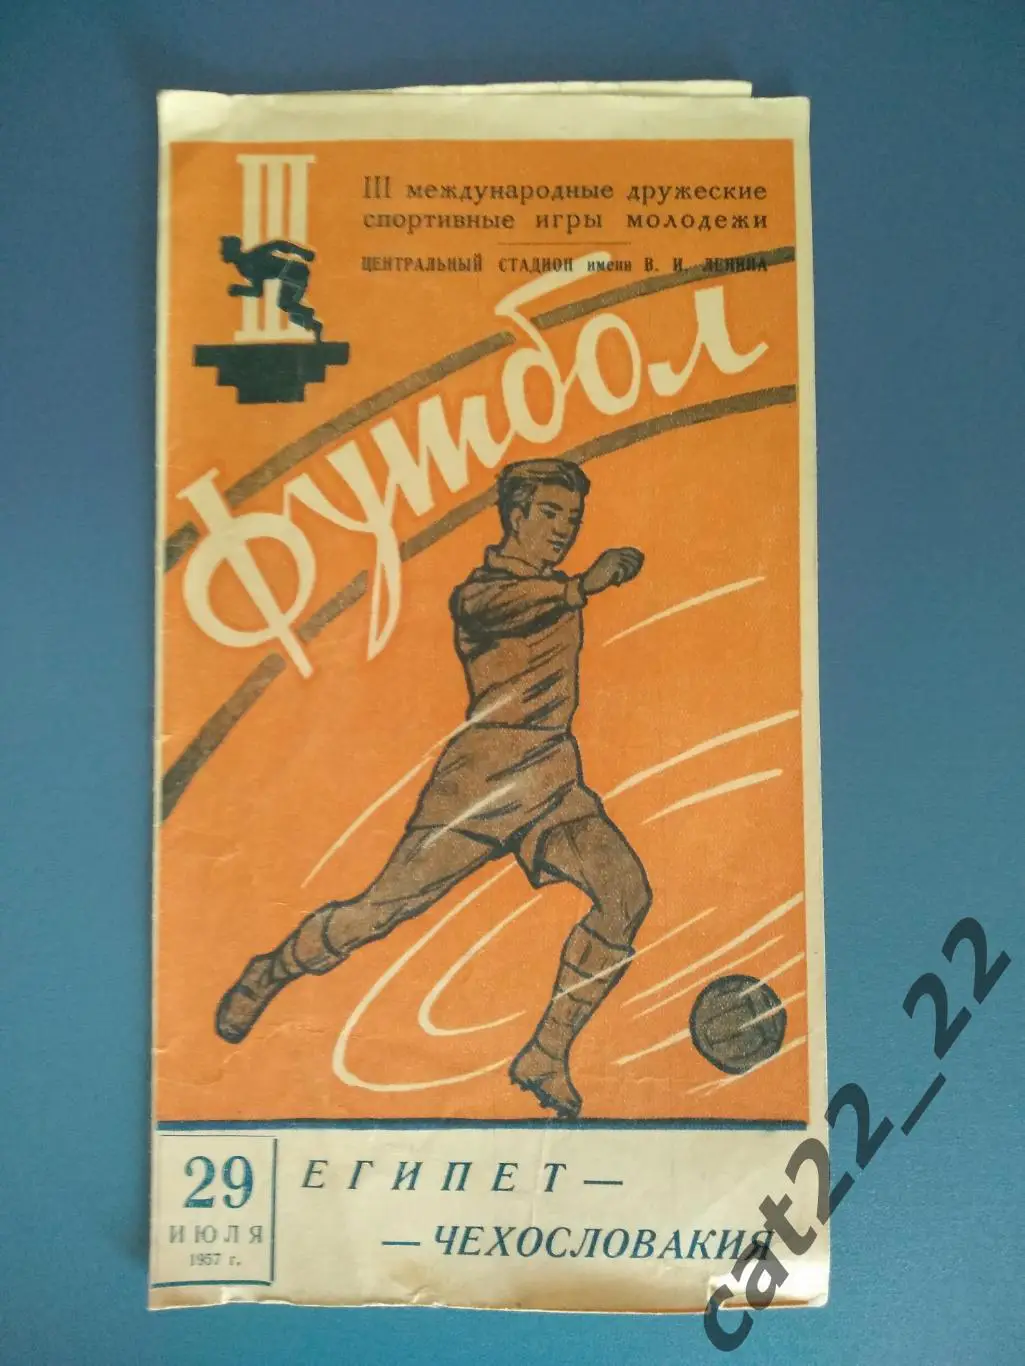 III
III международные дружеские
спортивные игры молодежи
ЦЕНТРАЛЬНЫЙ СТАДИОН имени В. И. ЛЕНИНА
Футбол
29
ИЮЛЯ
1957 г.
ЕГИПЕТ —
— ЧЕХОСЛОВАКИЯ
cat22_22